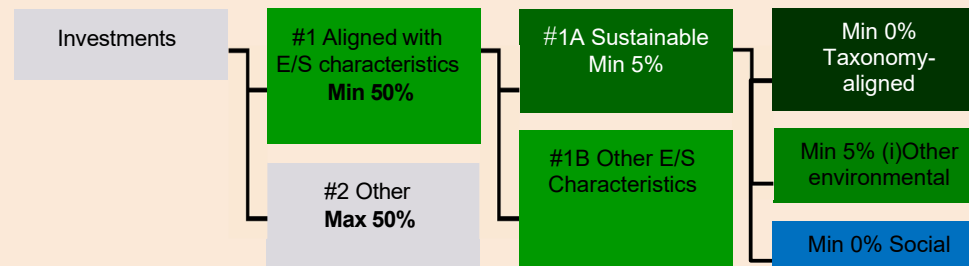 Investments
#1 Aligned with
E/S characteristics
Min 50%
#2 Other
Max 50%
#1A Sustainable
Min 5%
#1B Other E/S
Characteristics
Min 0%
Taxonomy-
aligned
Min 5% (i)Other
environmental
Min 0% Social